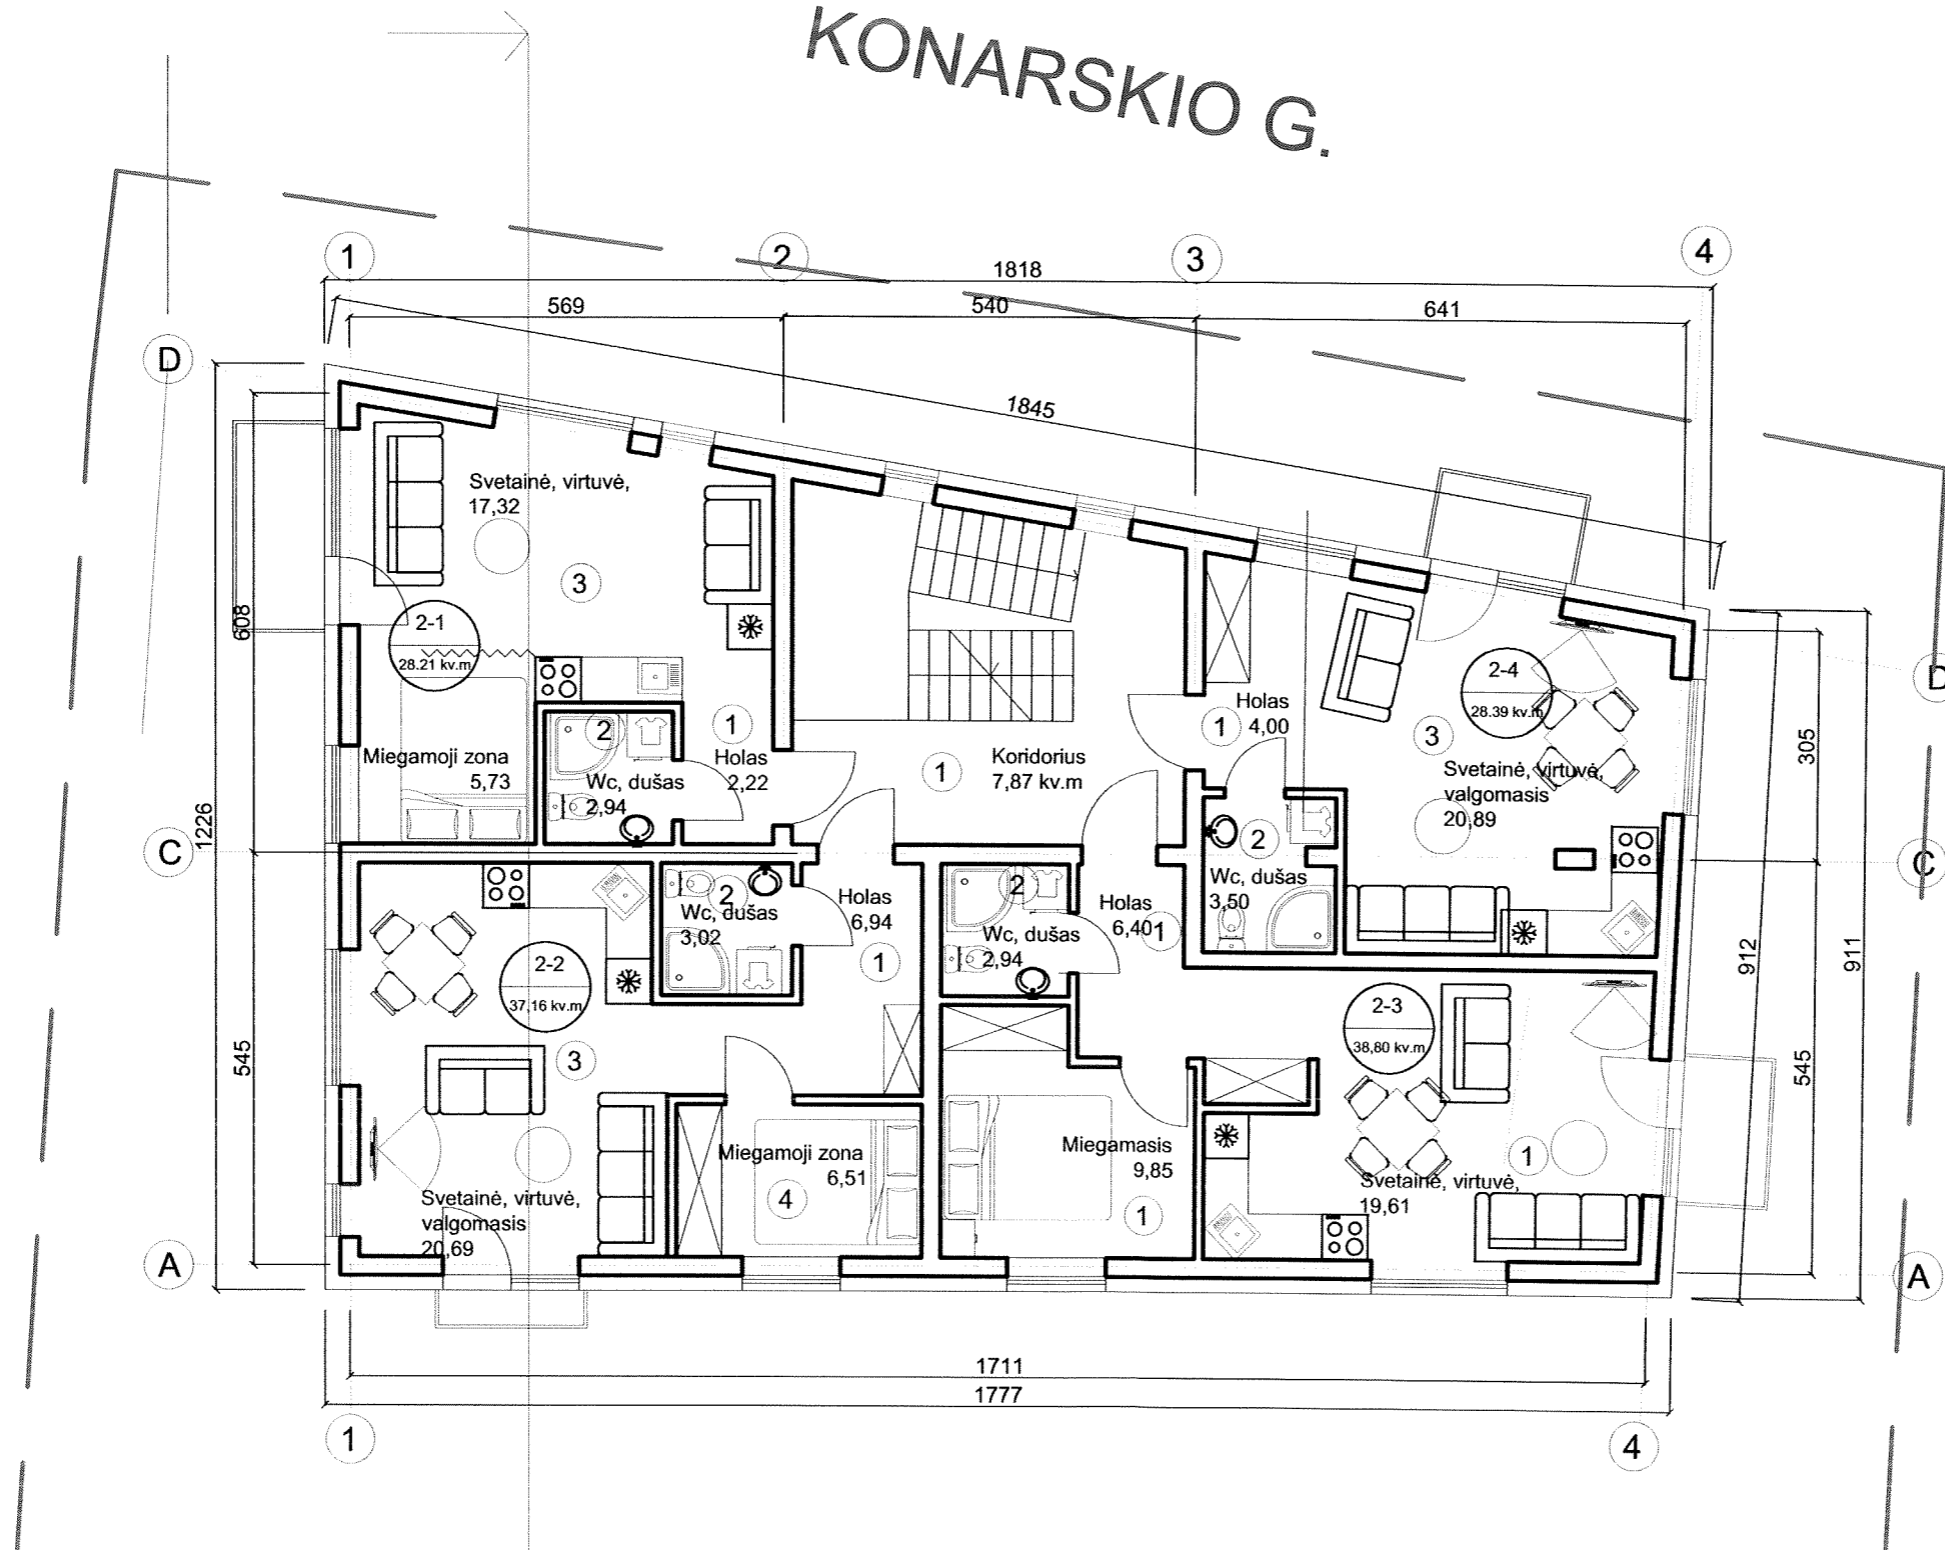 KONARSKIO G.
1
2
3
4
1818
569
540
641
1845
D
608
1226
C
545
A
Svetainė, virtuvė,
17,32
3
2-1
28.21 kv.m
Miegamoji zona
5,73
2
Wc, dušas
2,94
1
Holas
2,22
1
Koridorius
7,87 kv.m
1
Holas
4,00
2-4
28.39 kv.m
3
Svetainė, virtuvė,
valgomasis
20,89
2
Wc, dušas
3,50
2
Wc, dušas
3,02
Holas
6,94
1
2
Wc, dušas
2,94
Holas
6,40
1
2-2
37,16 kv.m
3
Svetainė, virtuvė,
valgomasis
20,69
Miegamoji zona
6,51
4
Miegamasis
9,85
1
2-3
38,80 kv.m
1
Svetainė, virtuvė,
19,61
D
305
C
912
911
545
A
1711
1777
1
4